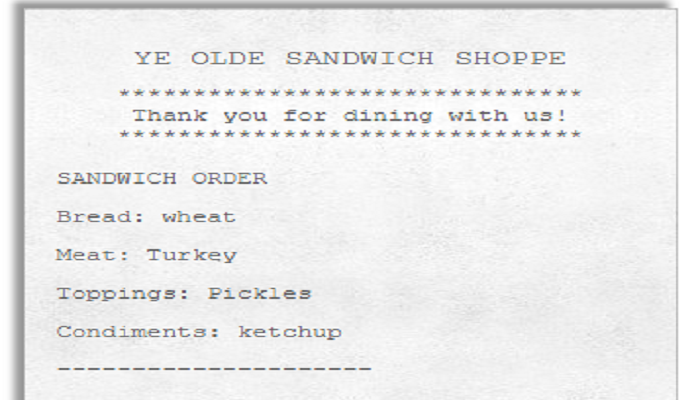 YE OLDE SANDWICH SHOPPE
*******************************
Thank you for dining with us!
*******************************
SANDWICH ORDER
Bread: wheat
Meat: Turkey
Toppings: Pickles
Condiments: ketchup
---------------------